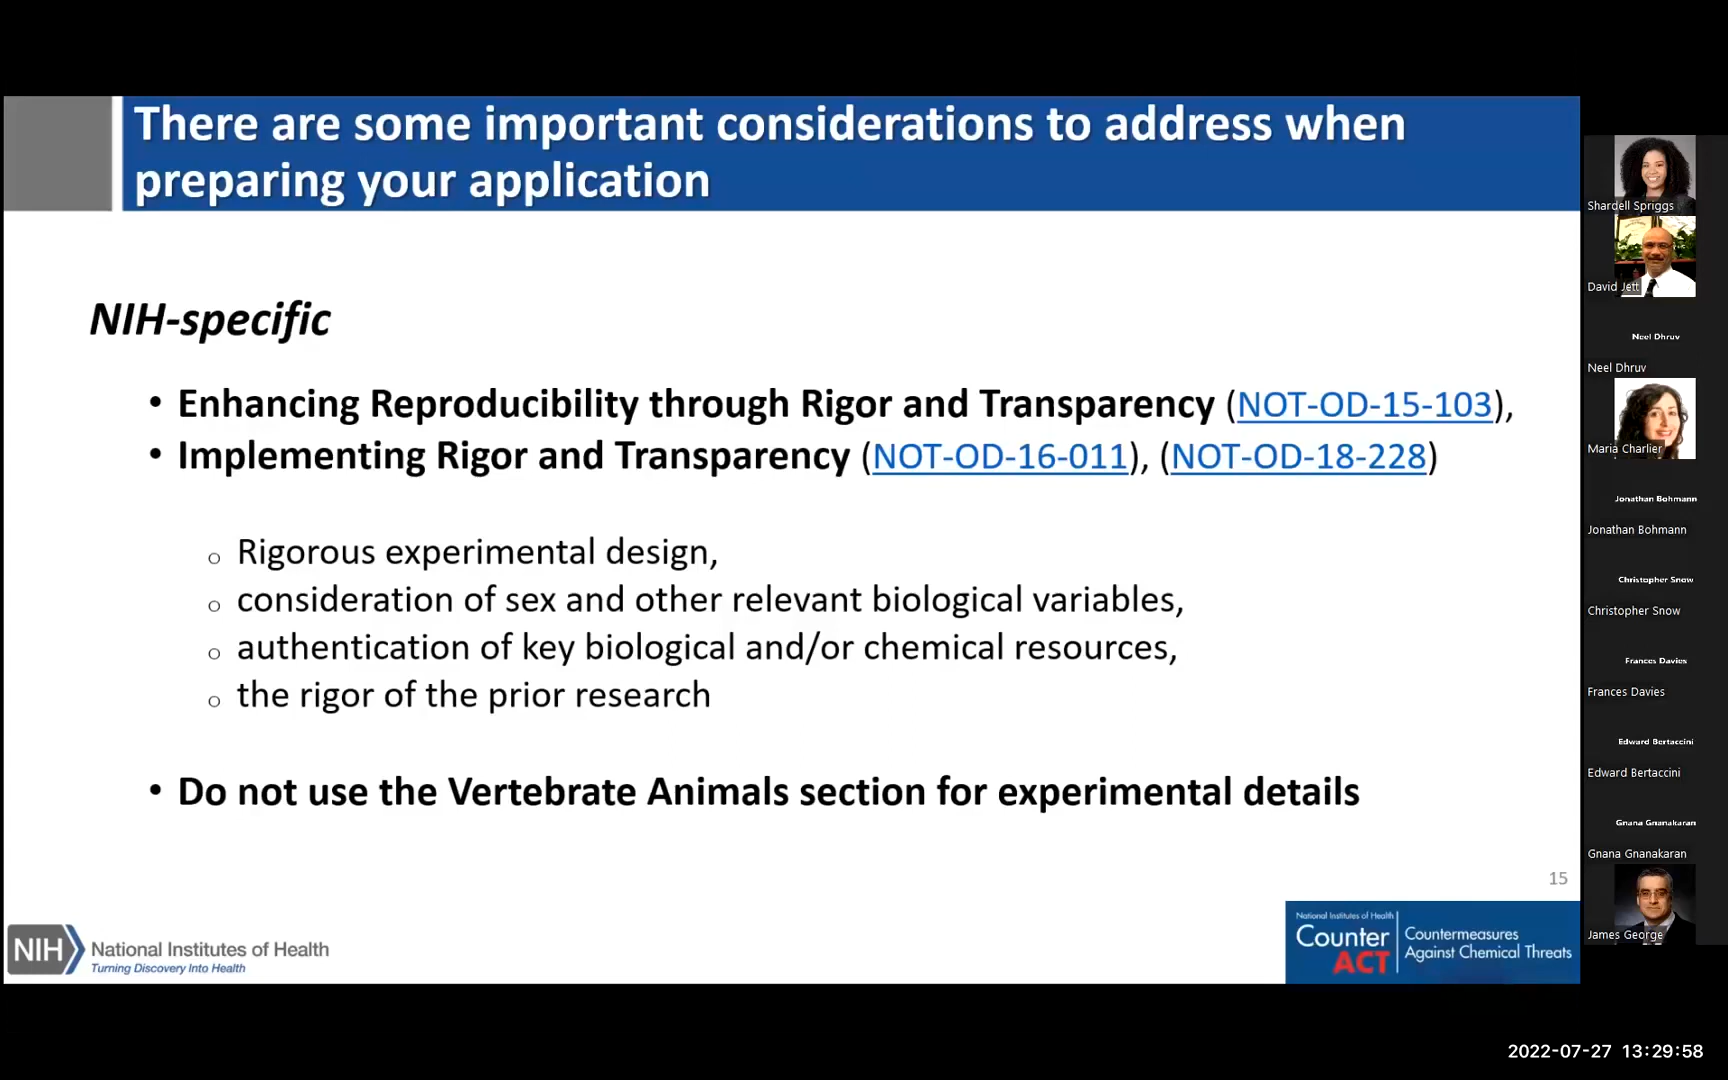 There are some important considerations to address when
preparing your application
NIH-specific
• Enhancing Reproducibility through Rigor and Transparency (NOT-OD-15-103),
• Implementing Rigor and Transparency (NOT-OD-16-011), (NOT-OD-18-228)
o Rigorous experimental design,
o consideration of sex and other relevant biological variables,
o authentication of key biological and/or chemical resources,
o the rigor of the prior research
• Do not use the Vertebrate Animals section for experimental details
15
NIH
National Institutes of Health
Turning Discovery Into Health
National Institutes of Health
Counter
ACT
Countermeasures
Against Chemical Threats
Shardell Spriggs
David Jett
Neel Dhruv
Neel Dhruv
Maria Charlier
Jonathan Bohmann
Jonathan Bohmann
Christopher Snow
Christopher Snow
Frances Davies
Frances Davies
Edward Bertaccini
Edward Bertaccini
Gnana Gnanakaran
Gnana Gnanakaran
James George
2022-07-27 13:29:58